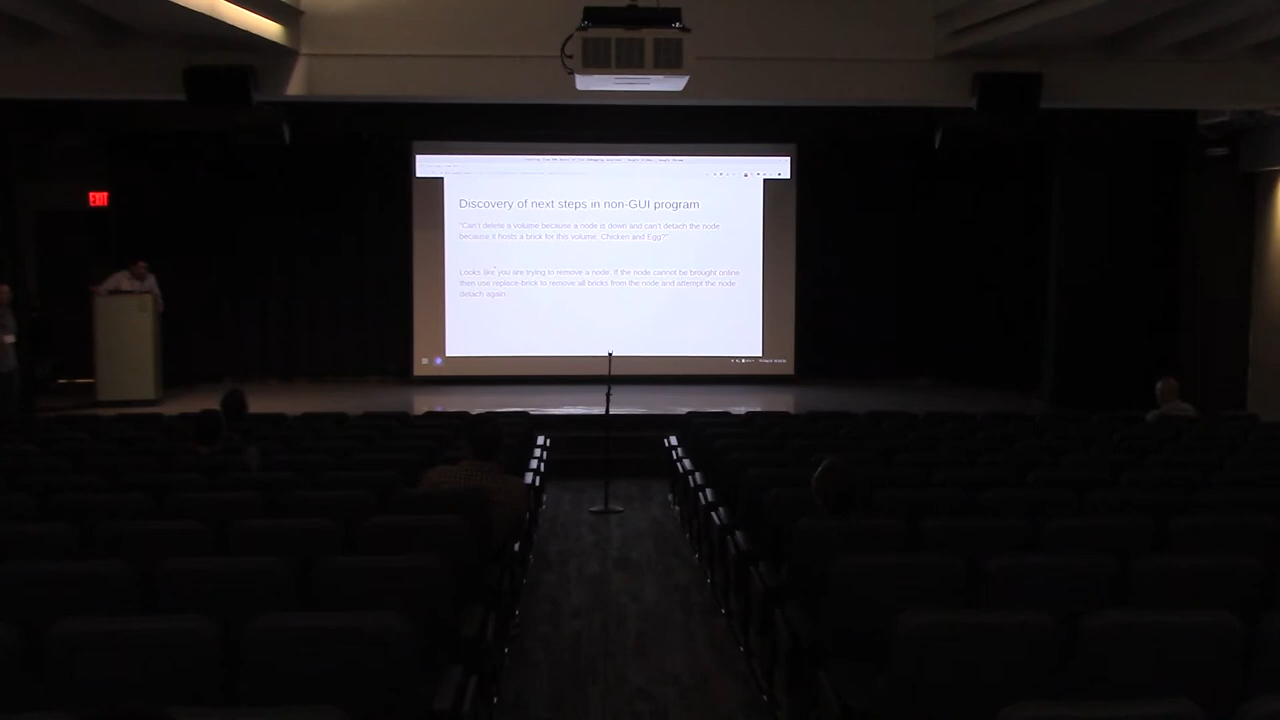 EXIT
Discovery of next steps in non-GUI program
"Can't delete a volume because a node is down and can't detach the node
because it hosts a brick for this volume. Chicken and Egg?"
Looks like you are trying to remove a node. If the node cannot be brought online
then use replace-brick to remove all bricks from the node and attempt the node
detach again